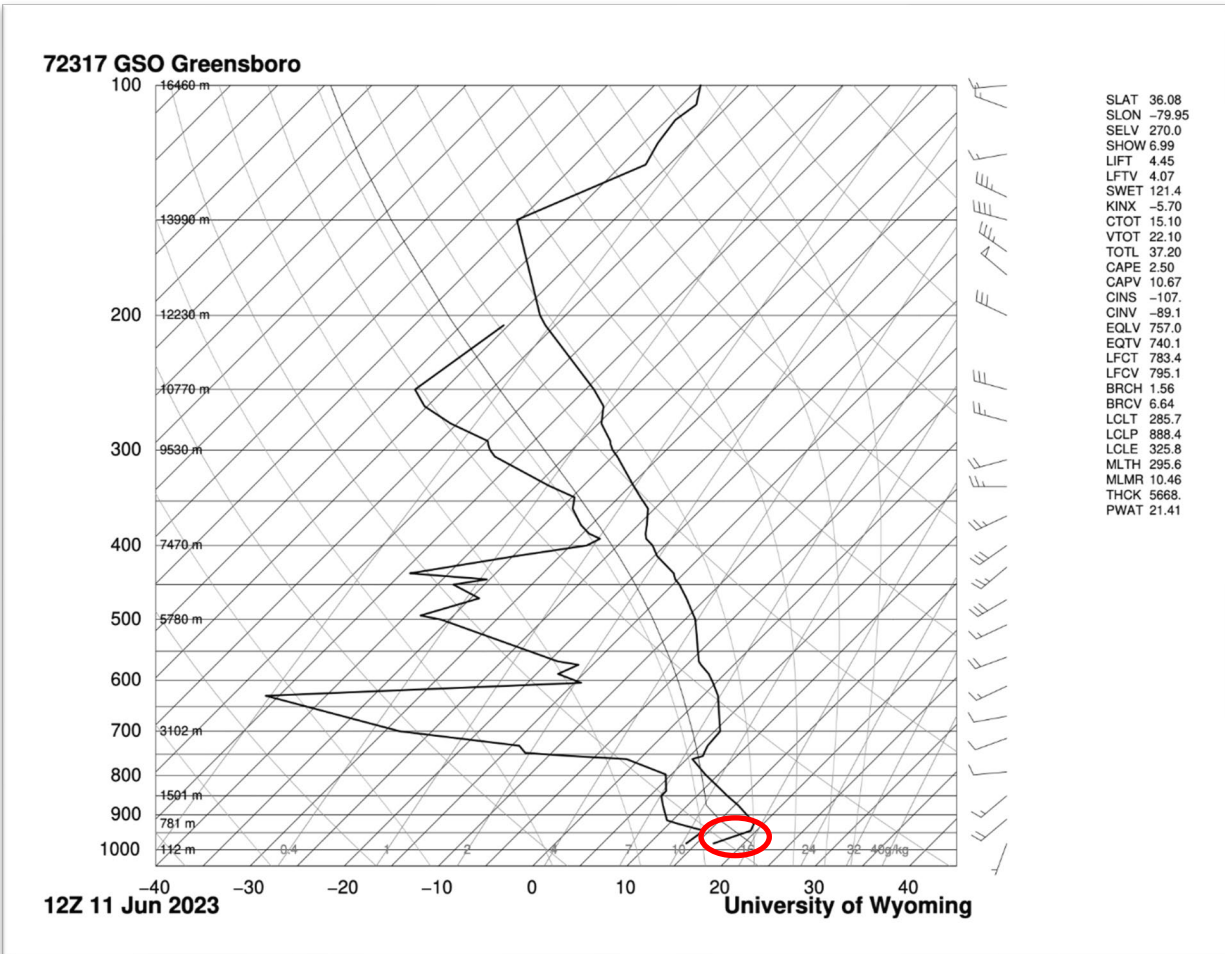 72317 GSO Greensboro
100
16460 m
13990 m
200
12230 m
10770 m
300
9530 m
400
7470 m
500
5780 m
600
700
3102 m
800
1501 m
900
781 m
1000
112 m
0.4 1 2 4 7 10 16 24 32 40g/kg
−40 −30 −20 −10 0 10 20 30 40
12Z 11 Jun 2023
University of Wyoming
SLAT 36.08
SLON −79.95
SELV 270.0
SHOW 6.99
LIFT 4.45
LFTV 4.07
SWET 121.4
KINX −5.70
CTOT 15.10
VTOT 22.10
TOTL 37.20
CAPE 2.50
CAPV 10.67
CINS −107.
CINV −89.1
EQLV 757.0
EQTV 740.1
LFCT 783.4
LFCV 795.1
BRCH 1.56
BRCV 6.64
LCLT 285.7
LCLP 888.4
LCLE 325.8
MLTH 295.6
MLMR 10.46
THCK 5668.
PWAT 21.41